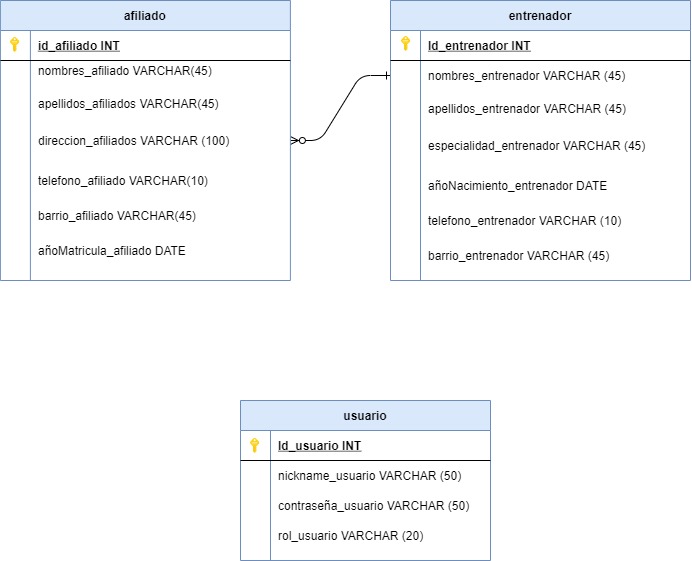 afiliado
id_afiliado INT
nombres_afiliado VARCHAR(45)
apellidos_afiliados VARCHAR(45)
direccion_afiliados VARCHAR (100)
telefono_afiliado VARCHAR(10)
barrio_afiliado VARCHAR(45)
añoMatricula_afiliado DATE
entrenador
Id_entrenador INT
nombres_entrenador VARCHAR (45)
apellidos_entrenador VARCHAR (45)
especialidad_entrenador VARCHAR (45)
añoNacimiento_entrenador DATE
telefono_entrenador VARCHAR (10)
barrio_entrenador VARCHAR (45)
usuario
Id_usuario INT
nickname_usuario VARCHAR (50)
contraseña_usuario VARCHAR (50)
rol_usuario VARCHAR (20)